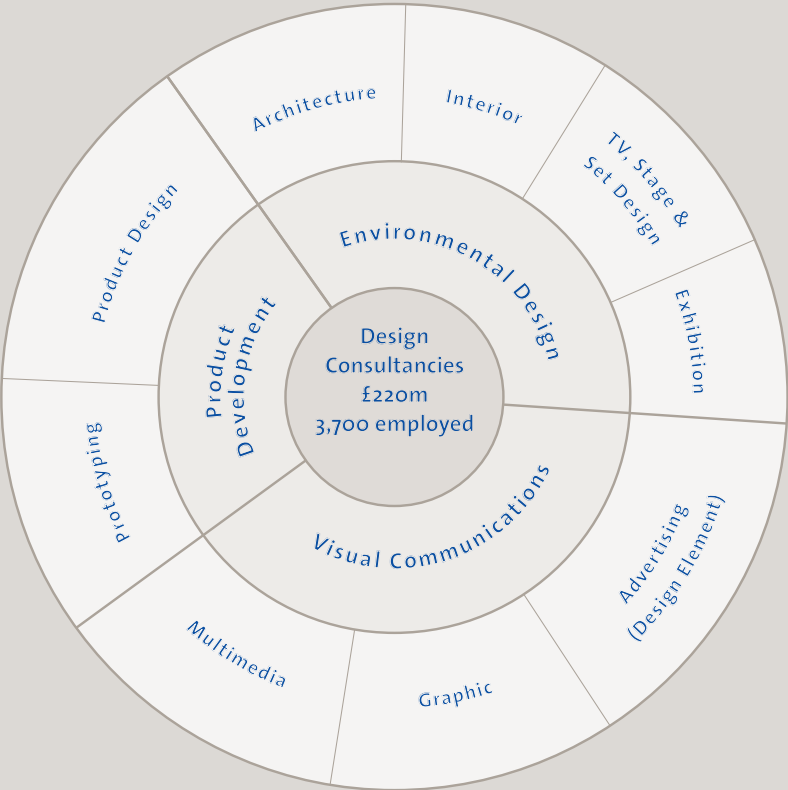 Design
Consultancies
£220m
3,700 employed
Environmental Design
Architecture
Interior
TV, Stage &
Set Design
Exhibition
Visual Communications
Advertising
(Design Element)
Graphic
Multimedia
Product
Development
Prototyping
Product Design